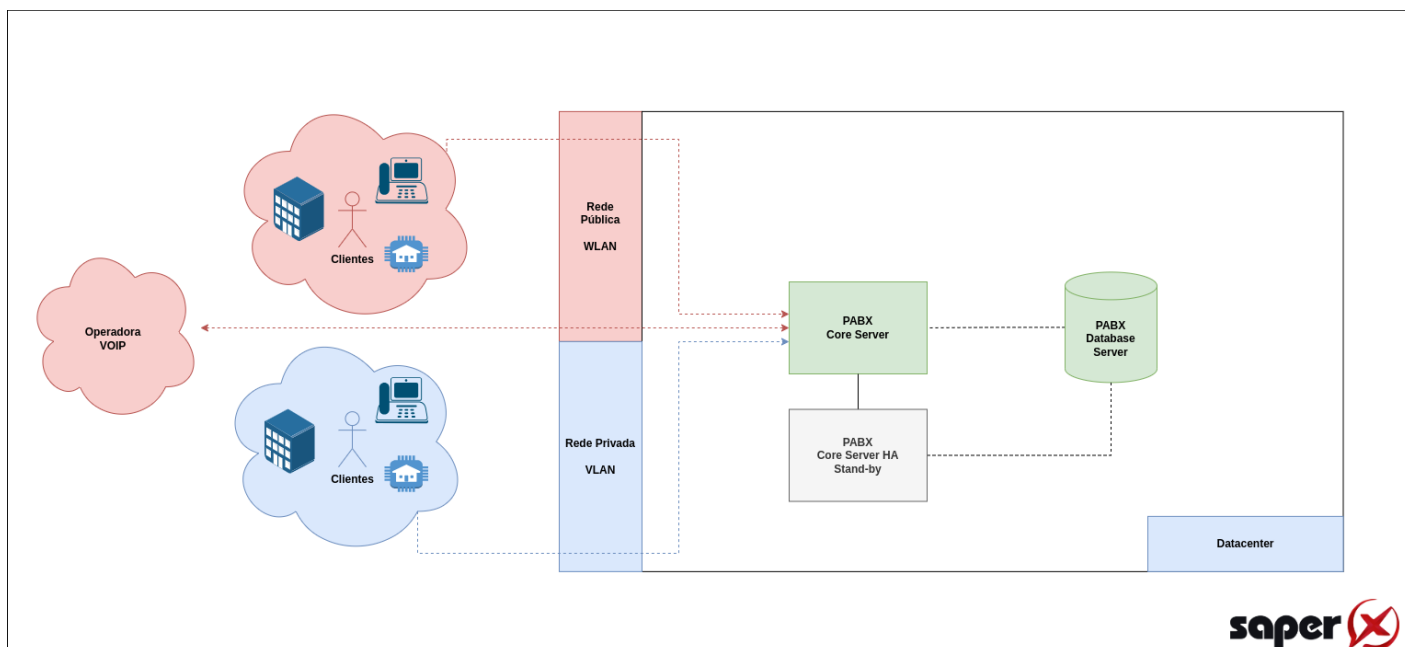 Rede
Pública
WLAN
Clientes
Operadora
VOIP
PABX
Core Server
PABX
Database
Server
Rede Privada
VLAN
Clientes
PABX
Core Server HA
Stand-by
Datacenter
saper X